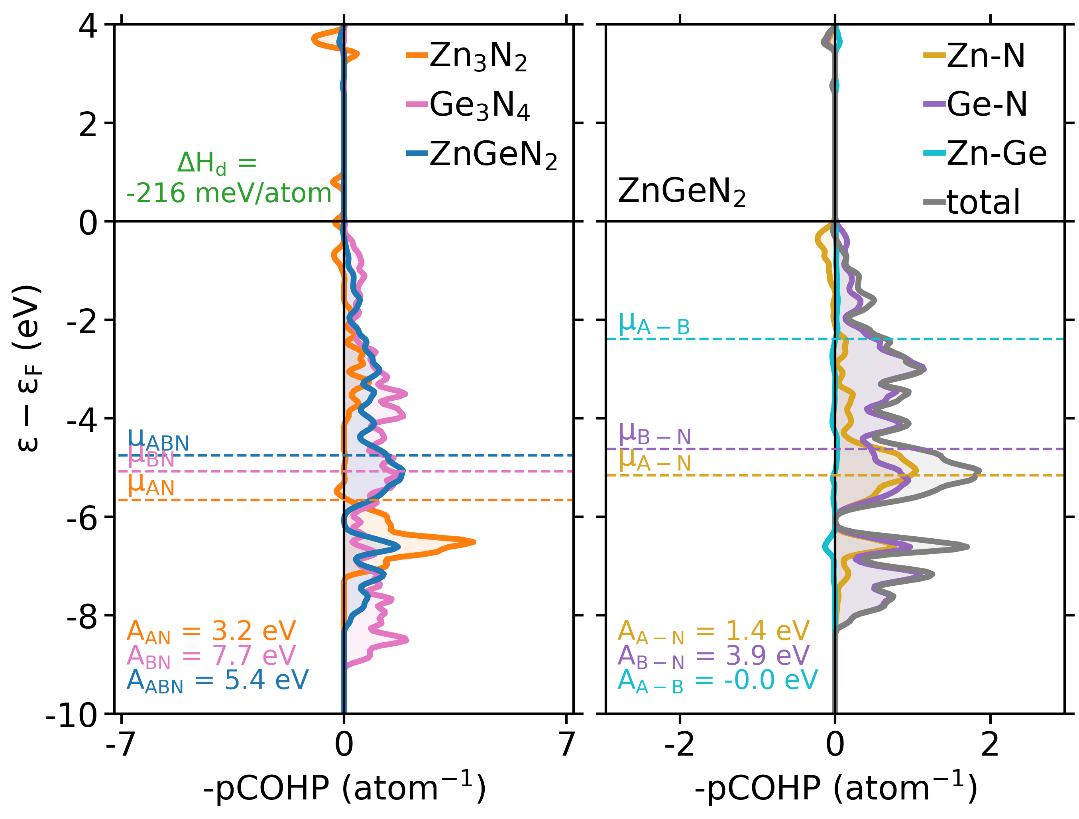 4
2
0
-2
-4
-6
-8
-10
ε − ε_F (eV)
Zn₃N₂
Ge₃N₄
ZnGeN₂
ΔH_d =
-216 meV/atom
μ_ABN
μ_BN
μ_AN
A_AN = 3.2 eV
A_BN = 7.7 eV
A_ABN = 5.4 eV
-7 0 7
-pCOHP (atom⁻¹)
Zn-N
Ge-N
Zn-Ge
total
ZnGeN₂
μ_A−B
μ_B−N
μ_A−N
A_A−N = 1.4 eV
A_B−N = 3.9 eV
A_A−B = -0.0 eV
-2 0 2
-pCOHP (atom⁻¹)